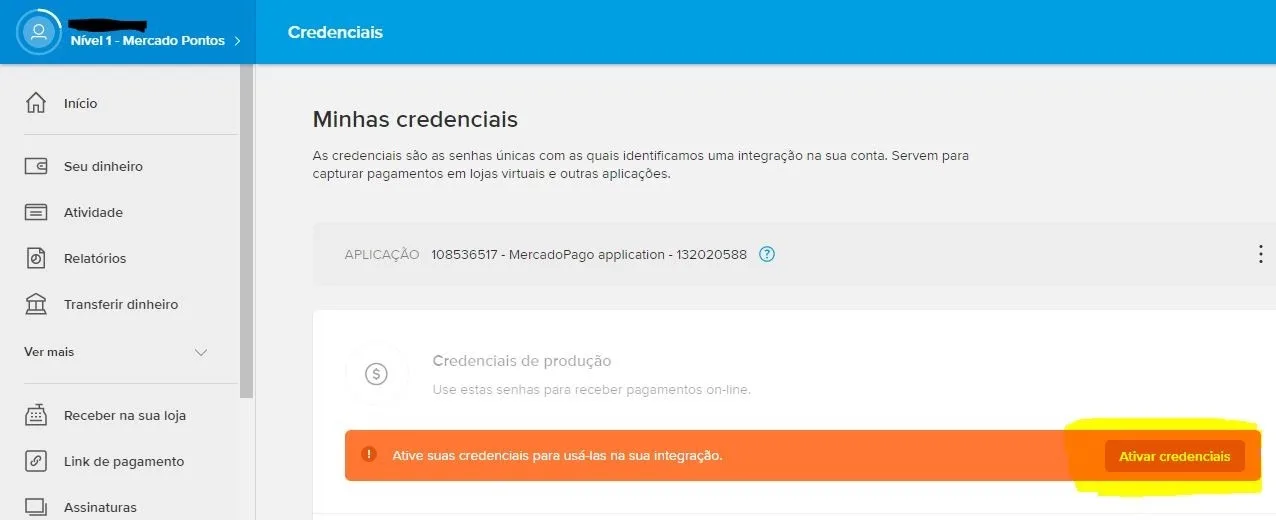 Nível 1 - Mercado Pontos
Credenciais
Início
Seu dinheiro
Atividade
Relatórios
Transferir dinheiro
Ver mais
Receber na sua loja
Link de pagamento
Assinaturas
Minhas credenciais
As credenciais são as senhas únicas com as quais identificamos uma integração na sua conta. Servem para
capturar pagamentos em lojas virtuais e outras aplicações.
APLICAÇÃO 108536517 - MercadoPago application - 132020588 ?
Credenciais de produção
Use estas senhas para receber pagamentos on-line.
Ative suas credenciais para usá-las na sua integração.
Ativar credenciais